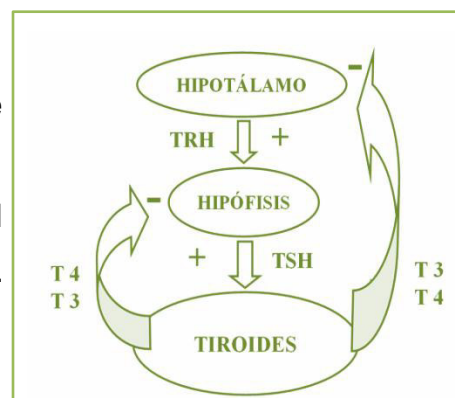 HIPOTÁLAMO
-
TRH +
- HIPÓFISIS
+ TSH
T 4
T 3
T 3
T 4
TIROIDES